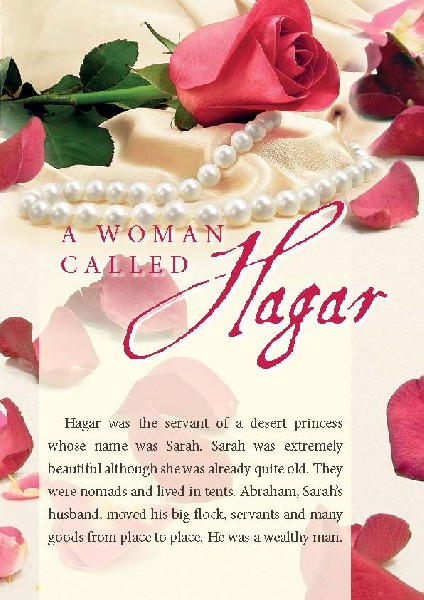 A WOMAN
CALLED
Hagar
Hagar was the servant of a desert princess
whose name was Sarah. Sarah was extremely
beautiful although she was already quite old. They
were nomads and lived in tents. Abraham, Sarah's
husband, moved his big flock, servants and many
goods from place to place. He was a wealthy man.